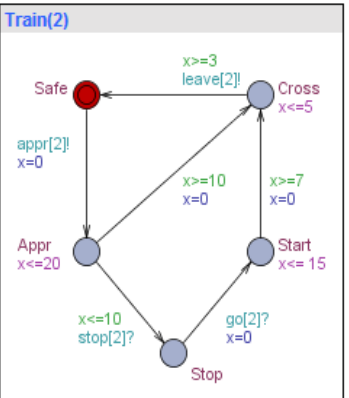 Train(2)
x>=3
Safe
leave[2]!
Cross
x<=5
appr[2]!
x=0
x>=10
x=0
x>=7
x=0
Appr
x<=20
Start
x<= 15
x<=10
stop[2]?
go[2]?
x=0
Stop